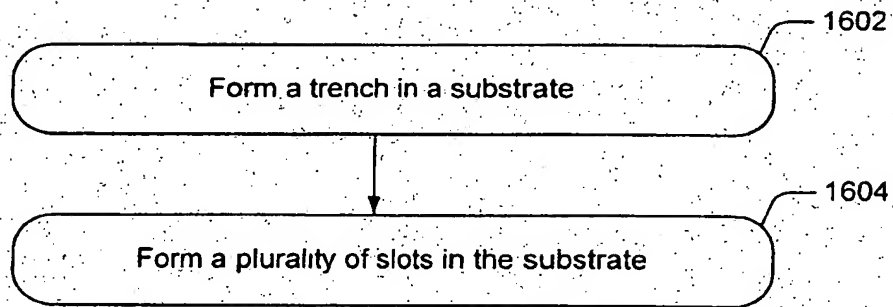 1602
Form a trench in a substrate
1604
Form a plurality of slots in the substrate